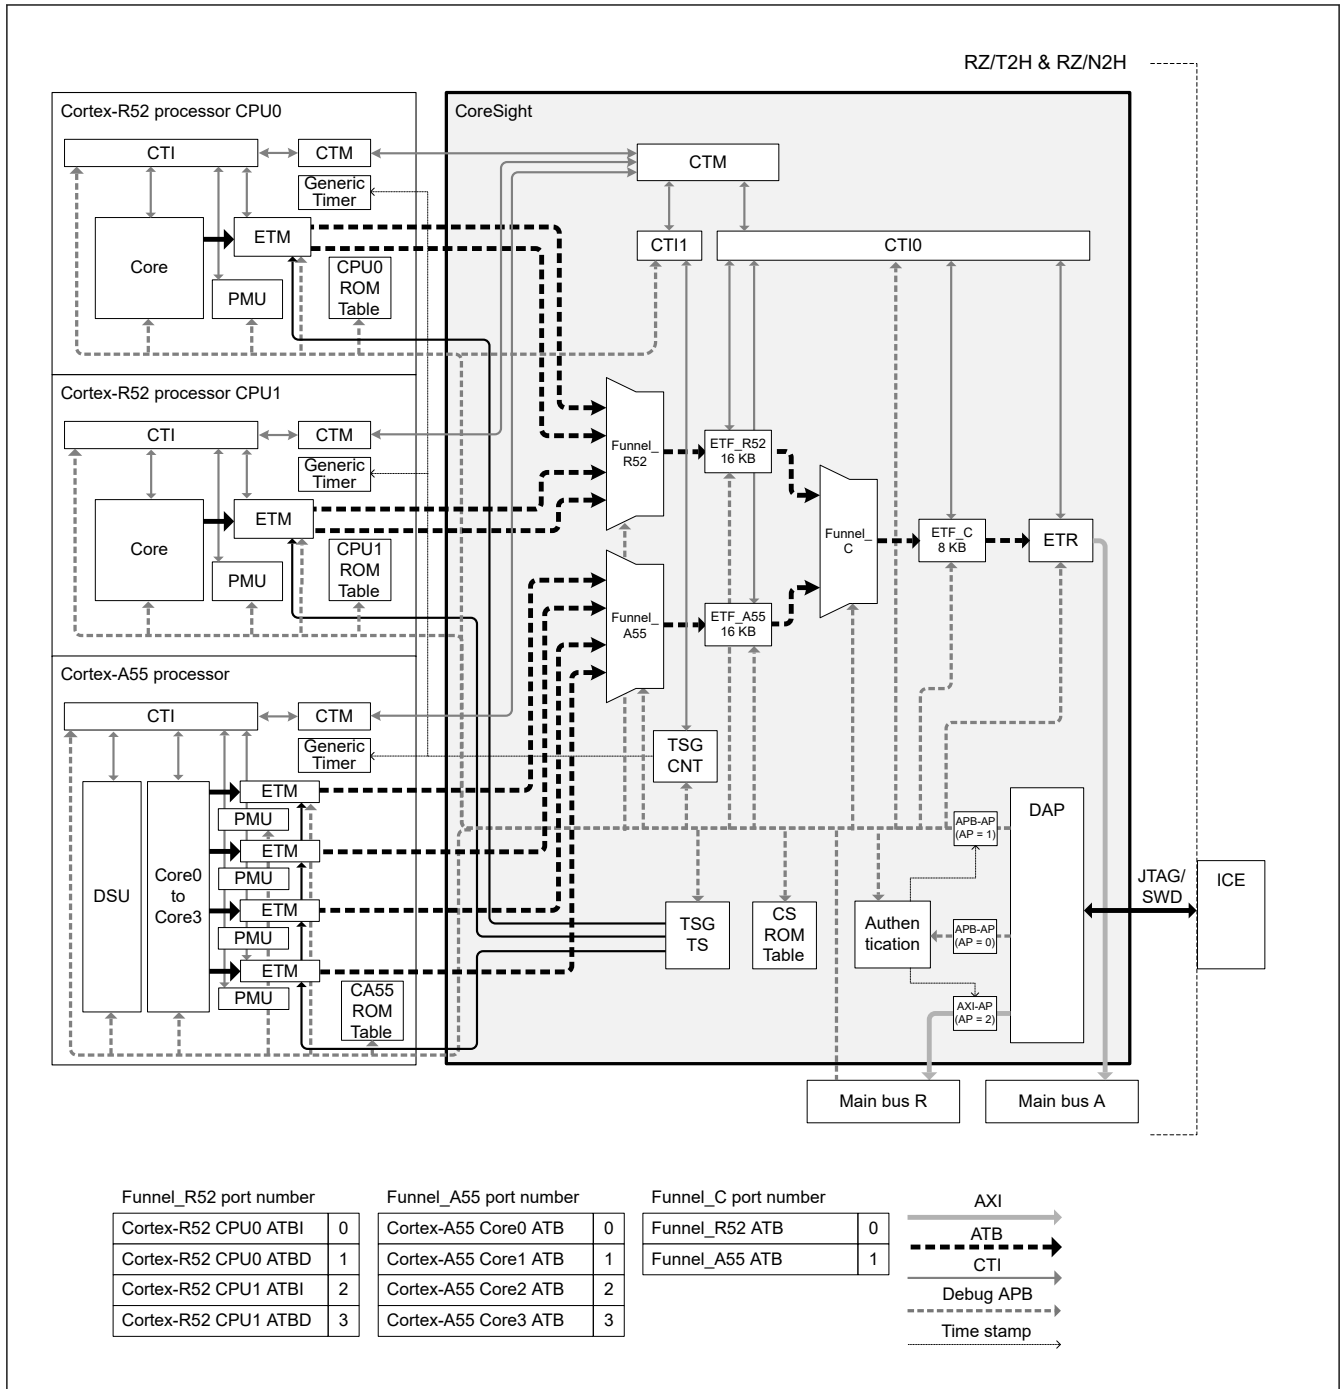 RZ/T2H & RZ/N2H
Cortex-R52 processor CPU0
CTI
CTM
Generic
Timer
Core
ETM
PMU
CPU0
ROM
Table
Cortex-R52 processor CPU1
CTI
CTM
Generic
Timer
Core
ETM
PMU
CPU1
ROM
Table
Cortex-A55 processor
CTI
CTM
Generic
Timer
DSU
Core0
to
Core3
ETM
PMU
ETM
PMU
ETM
PMU
ETM
PMU
CA55
ROM
Table
CoreSight
CTM
CTI1
CTI0
Funnel_
R52
ETF_R52
16 KB
Funnel_
C
ETF_C
8 KB
ETR
Funnel_
A55
ETF_A55
16 KB
TSG
CNT
TSG
TS
CS
ROM
Table
Authen
tication
APB-AP
(AP = 1)
APB-AP
(AP = 0)
AXI-AP
(AP = 2)
DAP
JTAG/
SWD
ICE
Main bus R
Main bus A
Funnel_R52 port number
Cortex-R52 CPU0 ATBI 0
Cortex-R52 CPU0 ATBD 1
Cortex-R52 CPU1 ATBI 2
Cortex-R52 CPU1 ATBD 3
Funnel_A55 port number
Cortex-A55 Core0 ATB 0
Cortex-A55 Core1 ATB 1
Cortex-A55 Core2 ATB 2
Cortex-A55 Core3 ATB 3
Funnel_C port number
Funnel_R52 ATB 0
Funnel_A55 ATB 1
AXI
ATB
CTI
Debug APB
Time stamp